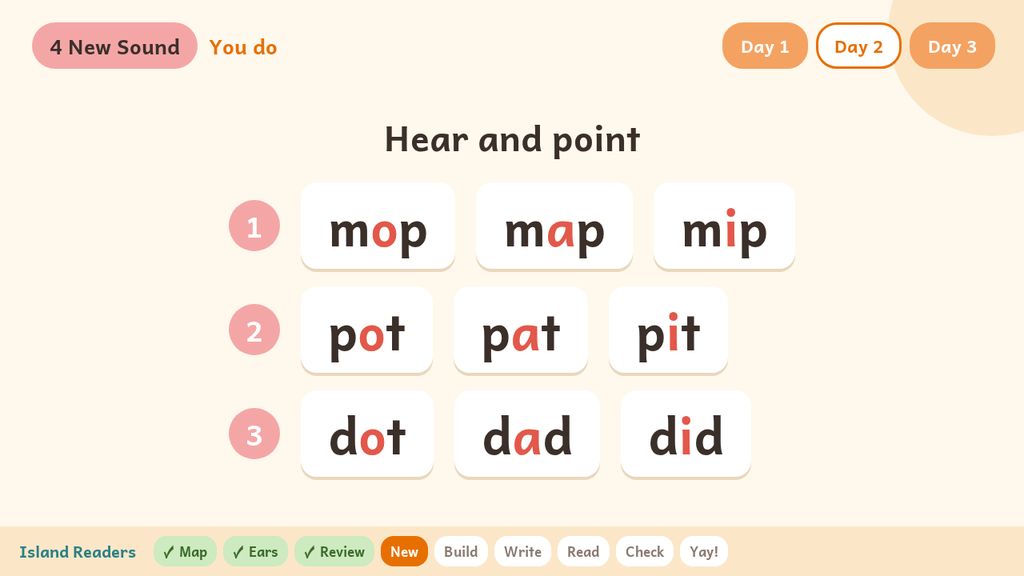 4 New Sound You do Day 1 Day 2 Day 3
Hear and point
1 mop map mip
2 pot pat pit
3 dot dad did
Island Readers ✓ Map ✓ Ears ✓ Review New Build Write Read Check Yay!